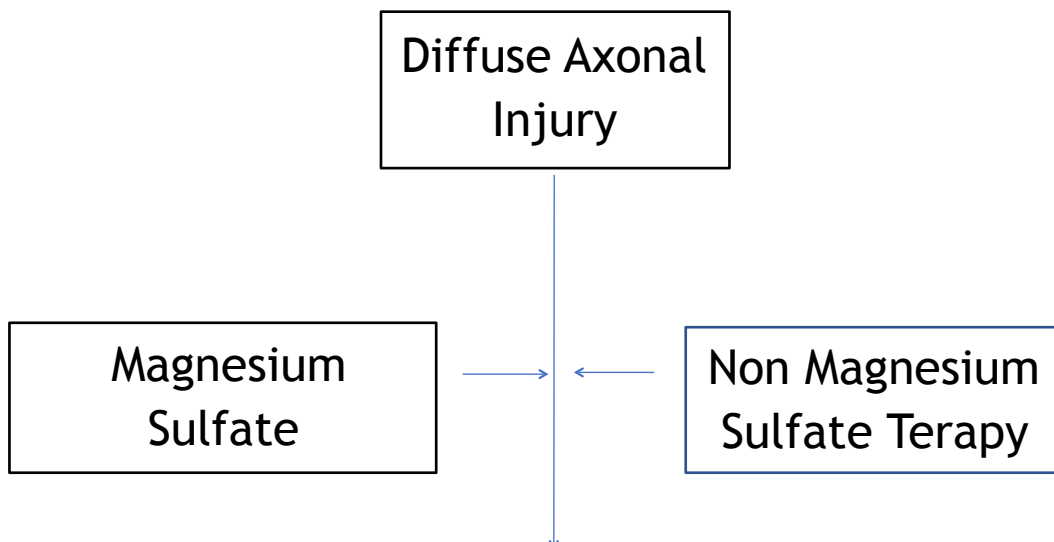 Diffuse Axonal
Injury
Magnesium
Sulfate
Non Magnesium
Sulfate Terapy